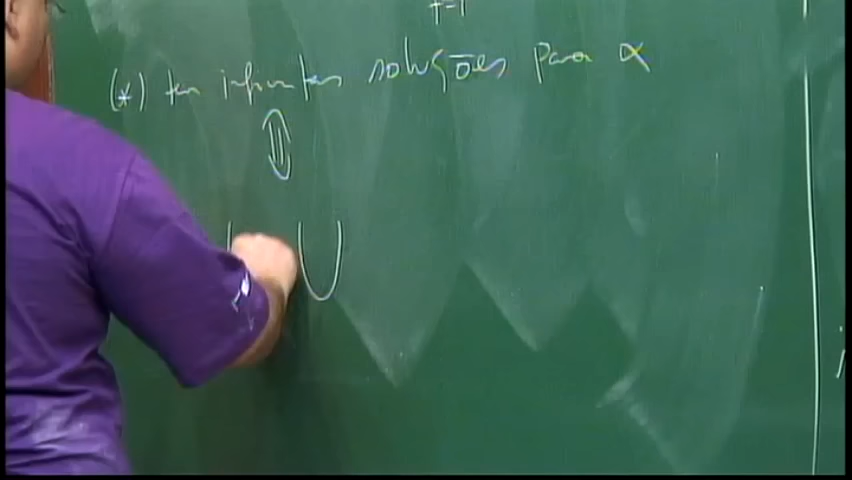 (*) tem infinitas soluções para α
⇕
U